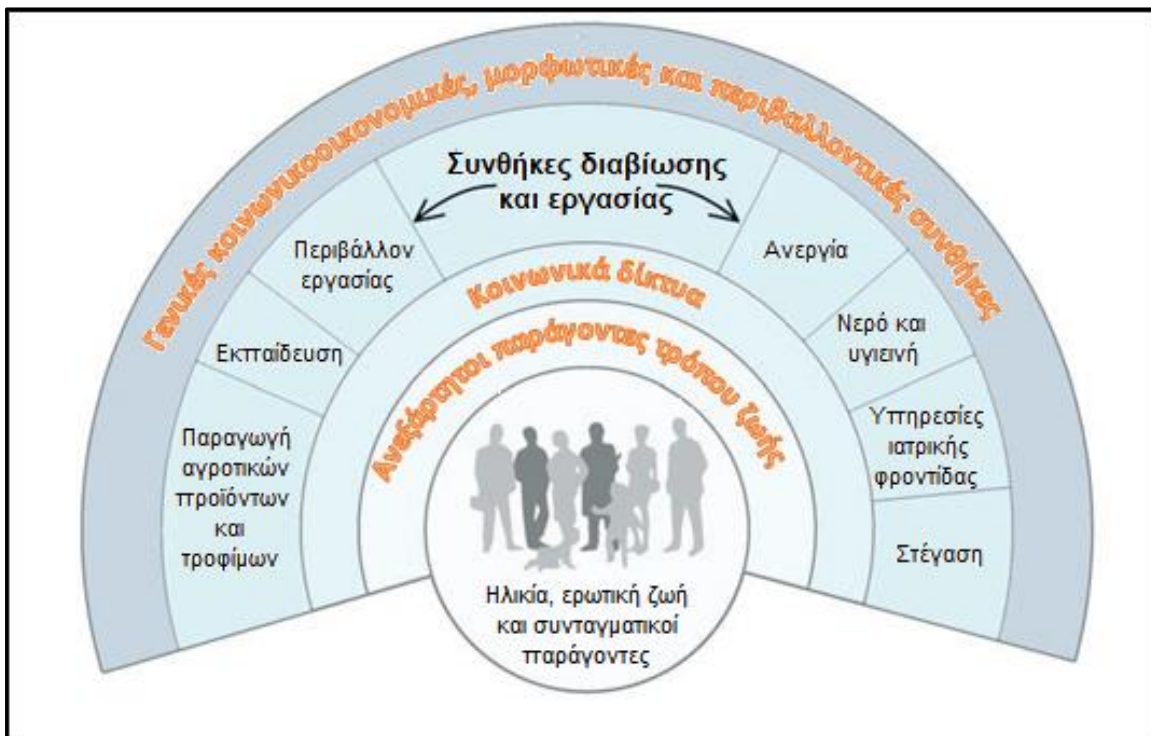 Γενικές κοινωνικοοικονομικές, μορφωτικές και περιβαλλοντικές συνθήκες
Συνθήκες διαβίωσης
και εργασίας
Περιβάλλον
εργασίας
Εκπαίδευση
Παραγωγή
αγροτικών
προϊόντων
και
τροφίμων
Ανεργία
Νερό και
υγιεινή
Υπηρεσίες
ιατρικής
φροντίδας
Στέγαση
Κοινωνικά δίκτυα
Ανεξάρτητοι παράγοντες τρόπου ζωής
Ηλικία, ερωτική ζωή
και συνταγματικοί
παράγοντες